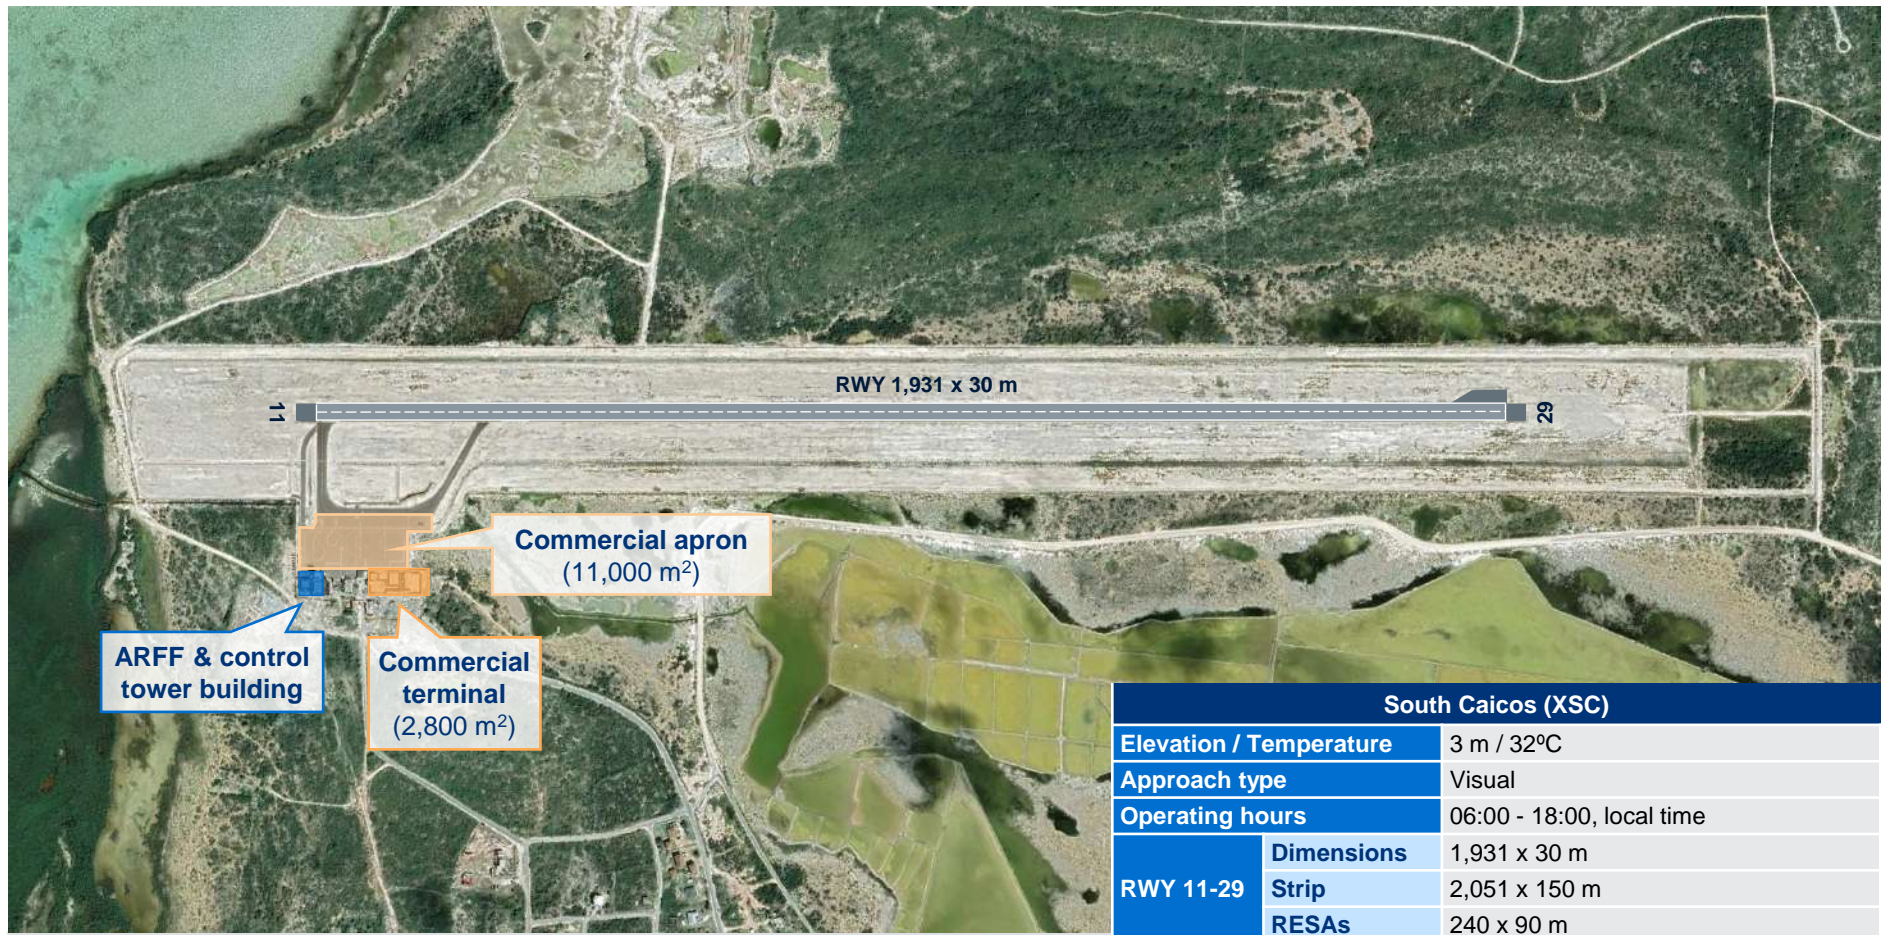 RWY 1,931 x 30 m
11
29
Commercial apron
(11,000 m²)
ARFF & control
tower building
Commercial
terminal
(2,800 m²)
South Caicos (XSC)
Elevation / Temperature 3 m / 32ºC
Approach type Visual
Operating hours 06:00 - 18:00, local time
RWY 11-29
Dimensions 1,931 x 30 m
Strip 2,051 x 150 m
RESAs 240 x 90 m